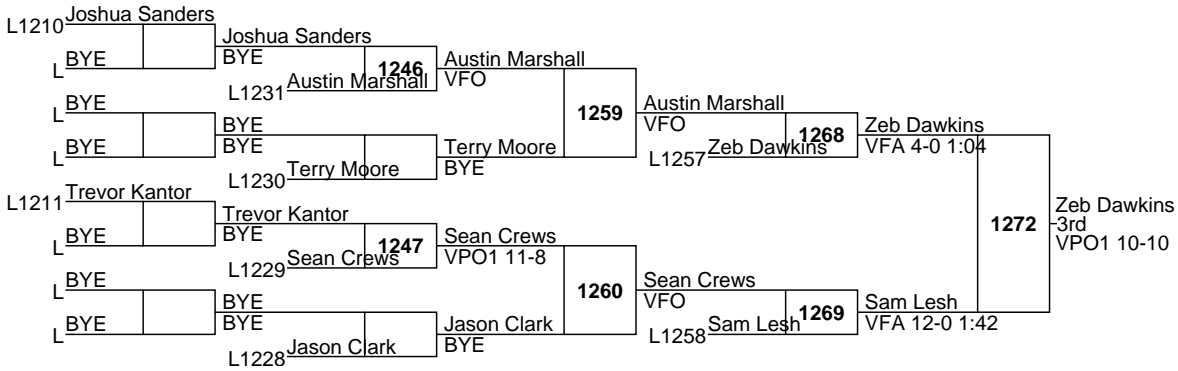 Joshua Sanders
L1210
Joshua Sanders
BYE
BYE
L
1246
Austin Marshall
VFO
L1231
Austin Marshall
BYE
L
1259
Austin Marshall
VFO
BYE
BYE
BYE
L
1268
Zeb Dawkins
VFA 4-0 1:04
Terry Moore
BYE
L1257
Zeb Dawkins
L1230
Terry Moore
Trevor Kantor
L1211
Trevor Kantor
BYE
BYE
L
1247
Sean Crews
VPO1 11-8
1272
Zeb Dawkins
3rd
VPO1 10-10
L1229
Sean Crews
BYE
L
1260
Sean Crews
VFO
BYE
BYE
BYE
L
1269
Sam Lesh
VFA 12-0 1:42
Jason Clark
BYE
L1258
Sam Lesh
L1228
Jason Clark